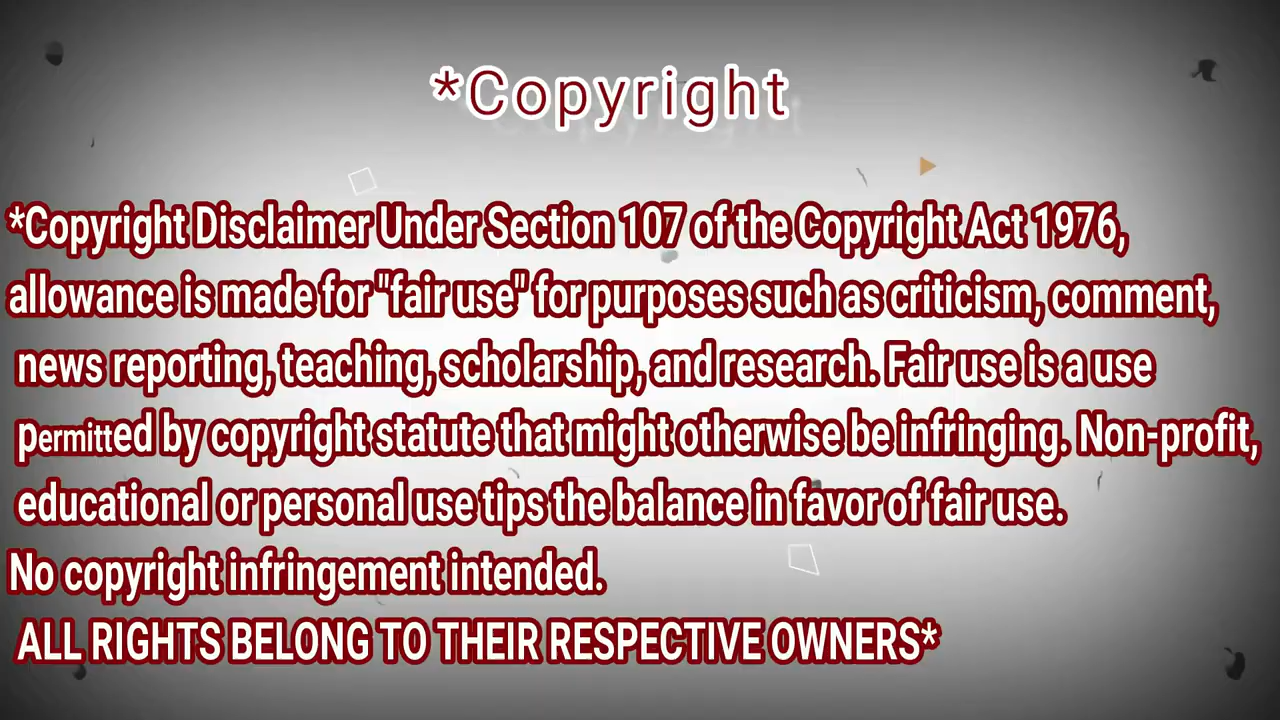 *Copyright
*Copyright Disclaimer Under Section 107 of the Copyright Act 1976,
allowance is made for "fair use" for purposes such as criticism, comment,
news reporting, teaching, scholarship, and research. Fair use is a use
permitted by copyright statute that might otherwise be infringing. Non-profit,
educational or personal use tips the balance in favor of fair use.
No copyright infringement intended.
ALL RIGHTS BELONG TO THEIR RESPECTIVE OWNERS*